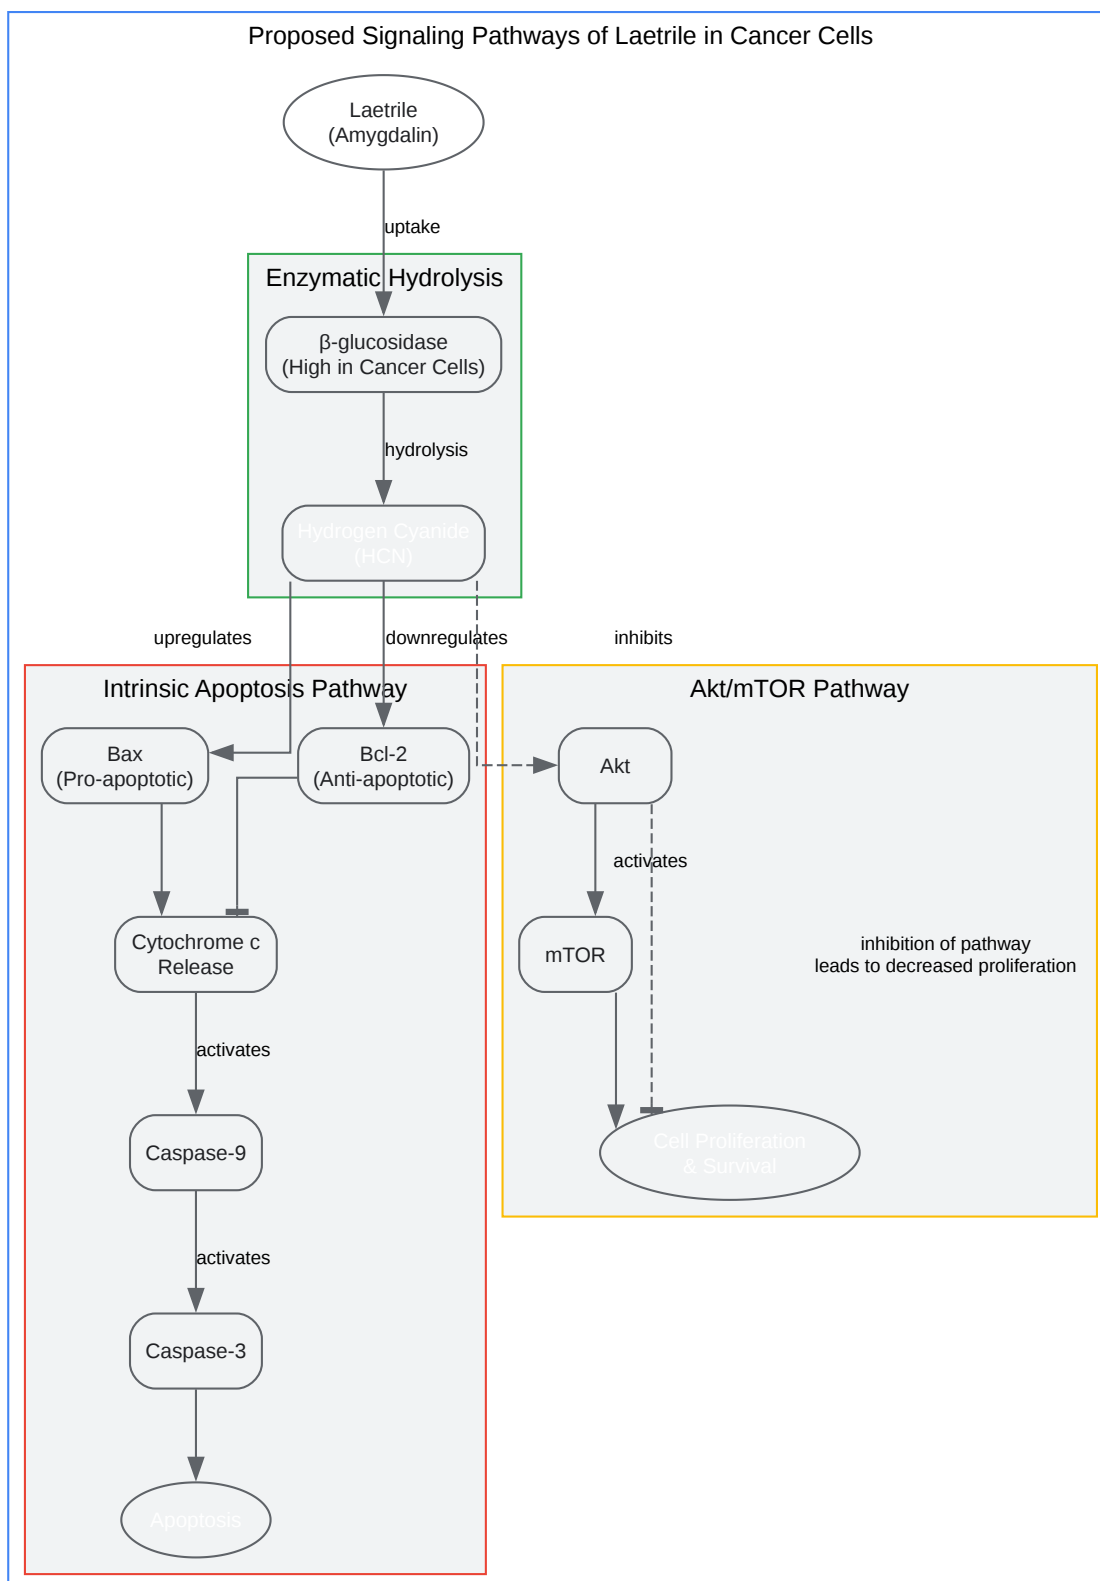 Proposed Signaling Pathways of Laetrile in Cancer Cells
Laetrile
(Amygdalin)
uptake
Enzymatic Hydrolysis
β-glucosidase
(High in Cancer Cells)
hydrolysis
Hydrogen Cyanide
(HCN)
upregulates
downregulates
inhibits
Intrinsic Apoptosis Pathway
Bax
(Pro-apoptotic)
Bcl-2
(Anti-apoptotic)
Cytochrome c
Release
activates
Caspase-9
activates
Caspase-3
Apoptosis
Akt/mTOR Pathway
Akt
activates
mTOR
inhibition of pathway
leads to decreased proliferation
Cell Proliferation
& Survival